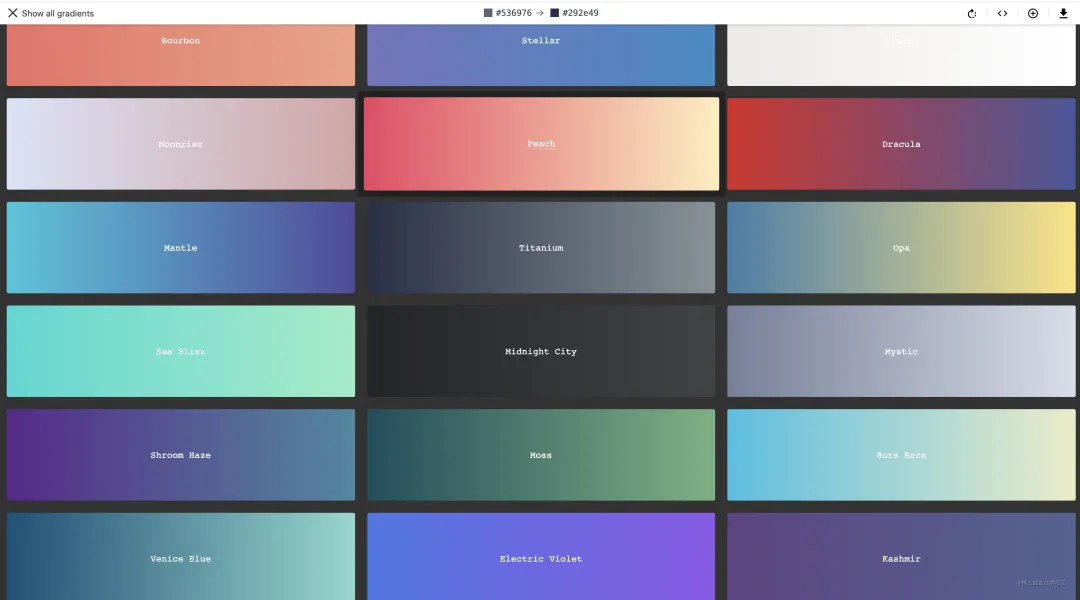 Show all gradients
#536976 → #292e49
Bourbon
Stellar
Moonrise
Peach
Dracula
Mantle
Titanium
Opa
Sea Blizz
Midnight City
Mystic
Shroom Haze
Moss
Bora Bora
Venice Blue
Electric Violet
Kashmir